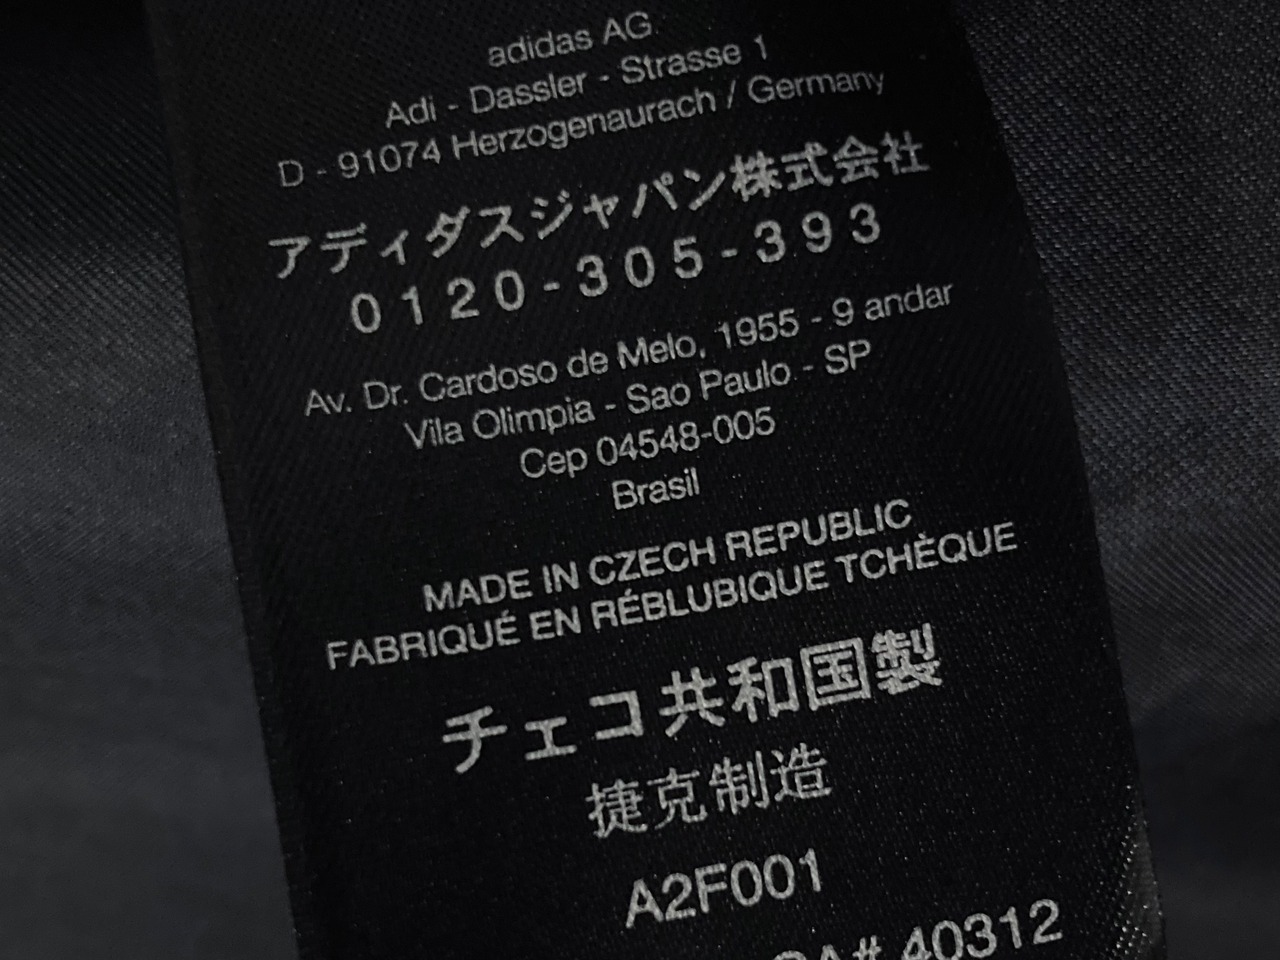 adidas AG
Adi - Dassler - Strasse 1
D - 91074 Herzogenaurach / Germany
アディダスジャパン株式会社
0120-305-393
Av. Dr. Cardoso de Melo, 1955 - 9 andar
Vila Olimpia - Sao Paulo - SP
Cep 04548-005
Brasil
MADE IN CZECH REPUBLIC
FABRIQUÉ EN RÉBLUBIQUE TCHÈQUE
チェコ共和国製
捷克制造
A2F001
CA# 40312